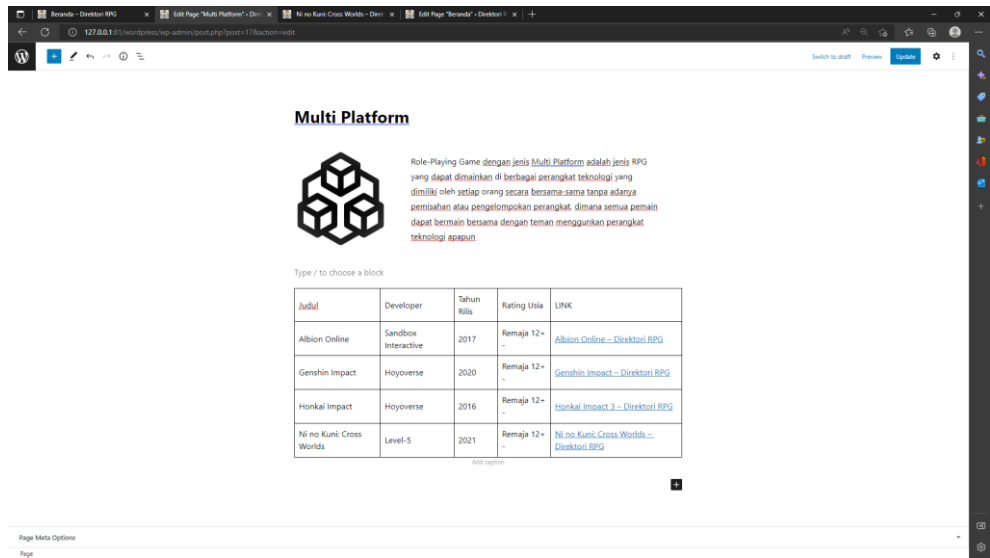 Beranda – Direktori RPG
Edit Page "Multi Platform" ‹ Dire
Ni no Kuni: Cross Worlds – Direk
Edit Page "Beranda" ‹ Direktori R
127.0.0.1:81/wordpress/wp-admin/post.php?post=17&action=edit
Switch to draft Preview Update
Multi Platform
Role-Playing Game dengan jenis Multi Platform adalah jenis RPG
yang dapat dimainkan di berbagai perangkat teknologi yang
dimiliki oleh setiap orang secara bersama-sama tanpa adanya
pemisahan atau pengelompokan perangkat. dimana semua pemain
dapat bermain bersama dengan teman menggunkan perangkat
teknologi apapun
Type / to choose a block
Judul Developer Tahun Rilis Rating Usia LINK
Albion Online Sandbox Interactive 2017 Remaja 12+ - Albion Online – Direktori RPG
Genshin Impact Hoyoverse 2020 Remaja 12+ - Genshin Impact – Direktori RPG
Honkai Impact Hoyoverse 2016 Remaja 12+ - Honkai Impact 3 – Direktori RPG
Ni no Kuni: Cross Worlds Level-5 2021 Remaja 12+ - Ni no Kuni: Cross Worlds – Direktori RPG
Add caption
Page Meta Options
Page